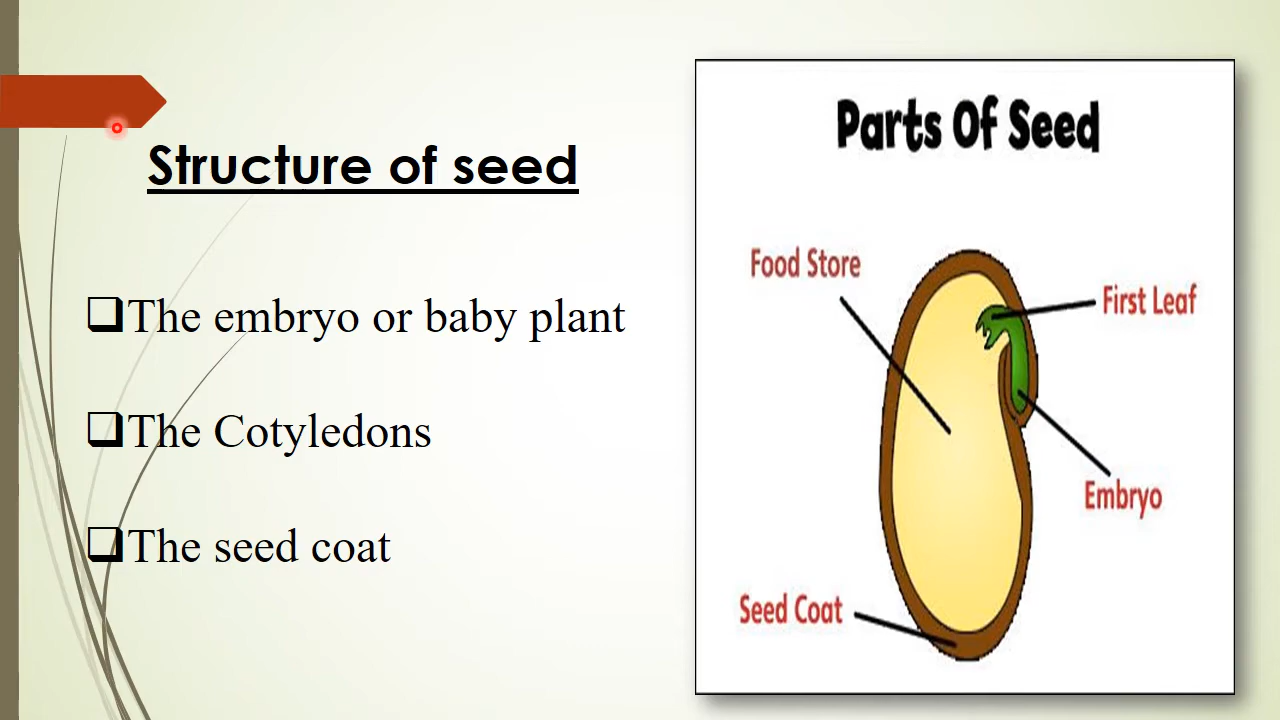 Structure of seed
❑The embryo or baby plant
❑The Cotyledons
❑The seed coat
Parts Of Seed
Food Store
First Leaf
Embryo
Seed Coat